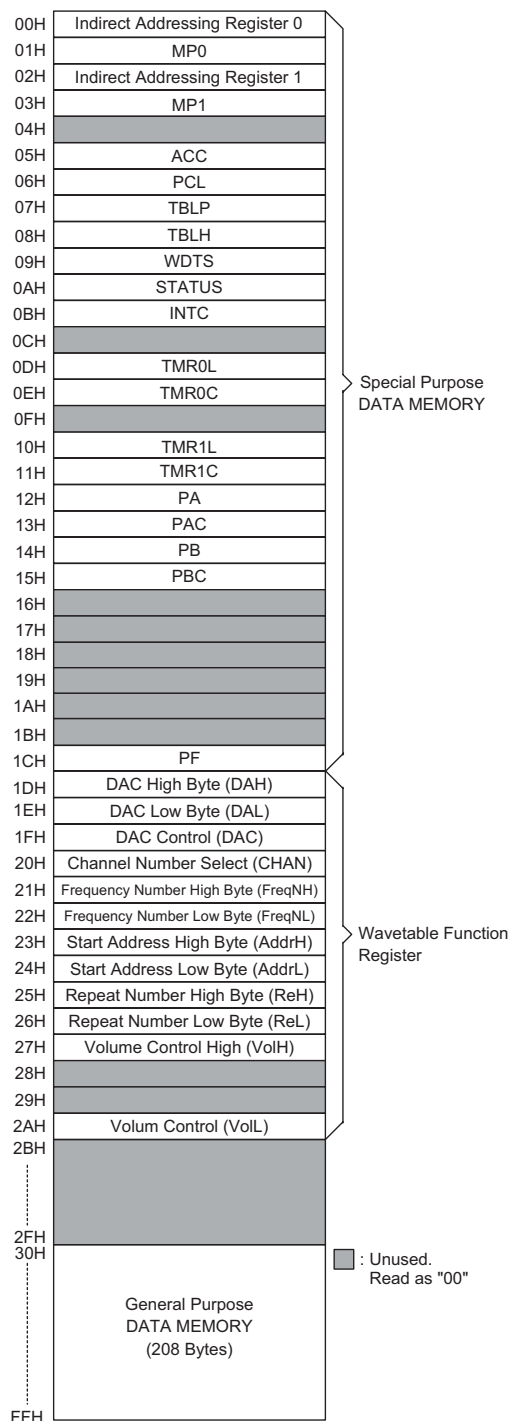 00H Indirect Addressing Register 0
01H MP0
02H Indirect Addressing Register 1
03H MP1
04H
05H ACC
06H PCL
07H TBLP
08H TBLH
09H WDTS
0AH STATUS
0BH INTC
0CH
0DH TMR0L
0EH TMR0C
0FH
10H TMR1L
11H TMR1C
12H PA
13H PAC
14H PB
15H PBC
16H
17H
18H
19H
1AH
1BH
1CH PF
Special Purpose
DATA MEMORY
1DH DAC High Byte (DAH)
1EH DAC Low Byte (DAL)
1FH DAC Control (DAC)
20H Channel Number Select (CHAN)
21H Frequency Number High Byte (FreqNH)
22H Frequency Number Low Byte (FreqNL)
23H Start Address High Byte (AddrH)
24H Start Address Low Byte (AddrL)
25H Repeat Number High Byte (ReH)
26H Repeat Number Low Byte (ReL)
27H Volume Control High (VolH)
28H
29H
2AH Volum Control (VolL)
Wavetable Function
Register
2BH
2FH
30H
: Unused.
Read as "00"
General Purpose
DATA MEMORY
(208 Bytes)
FFH